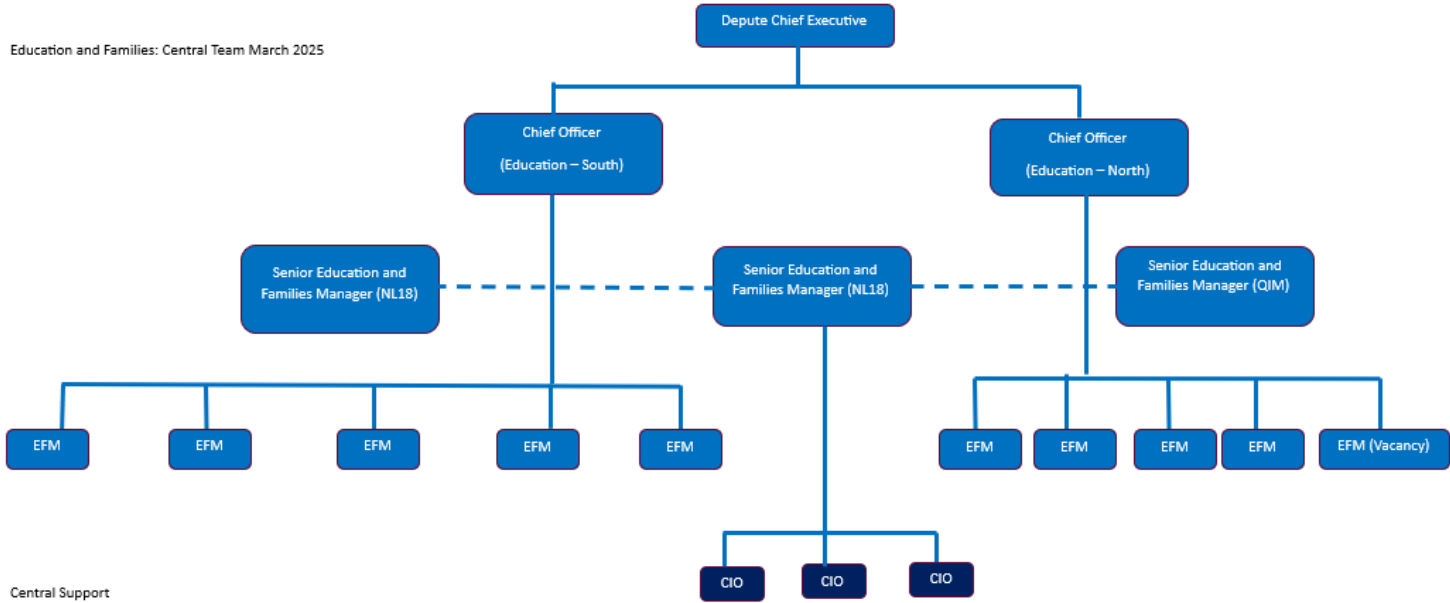 Depute Chief Executive
Education and Families: Central Team March 2025
Chief Officer
(Education – South)
Chief Officer
(Education – North)
Senior Education and
Families Manager (NL18)
Senior Education and
Families Manager (NL18)
Senior Education and
Families Manager (QIM)
EFM
EFM
EFM
EFM
EFM
EFM
EFM
EFM
EFM
EFM (Vacancy)
CIO
CIO
CIO
Central Support